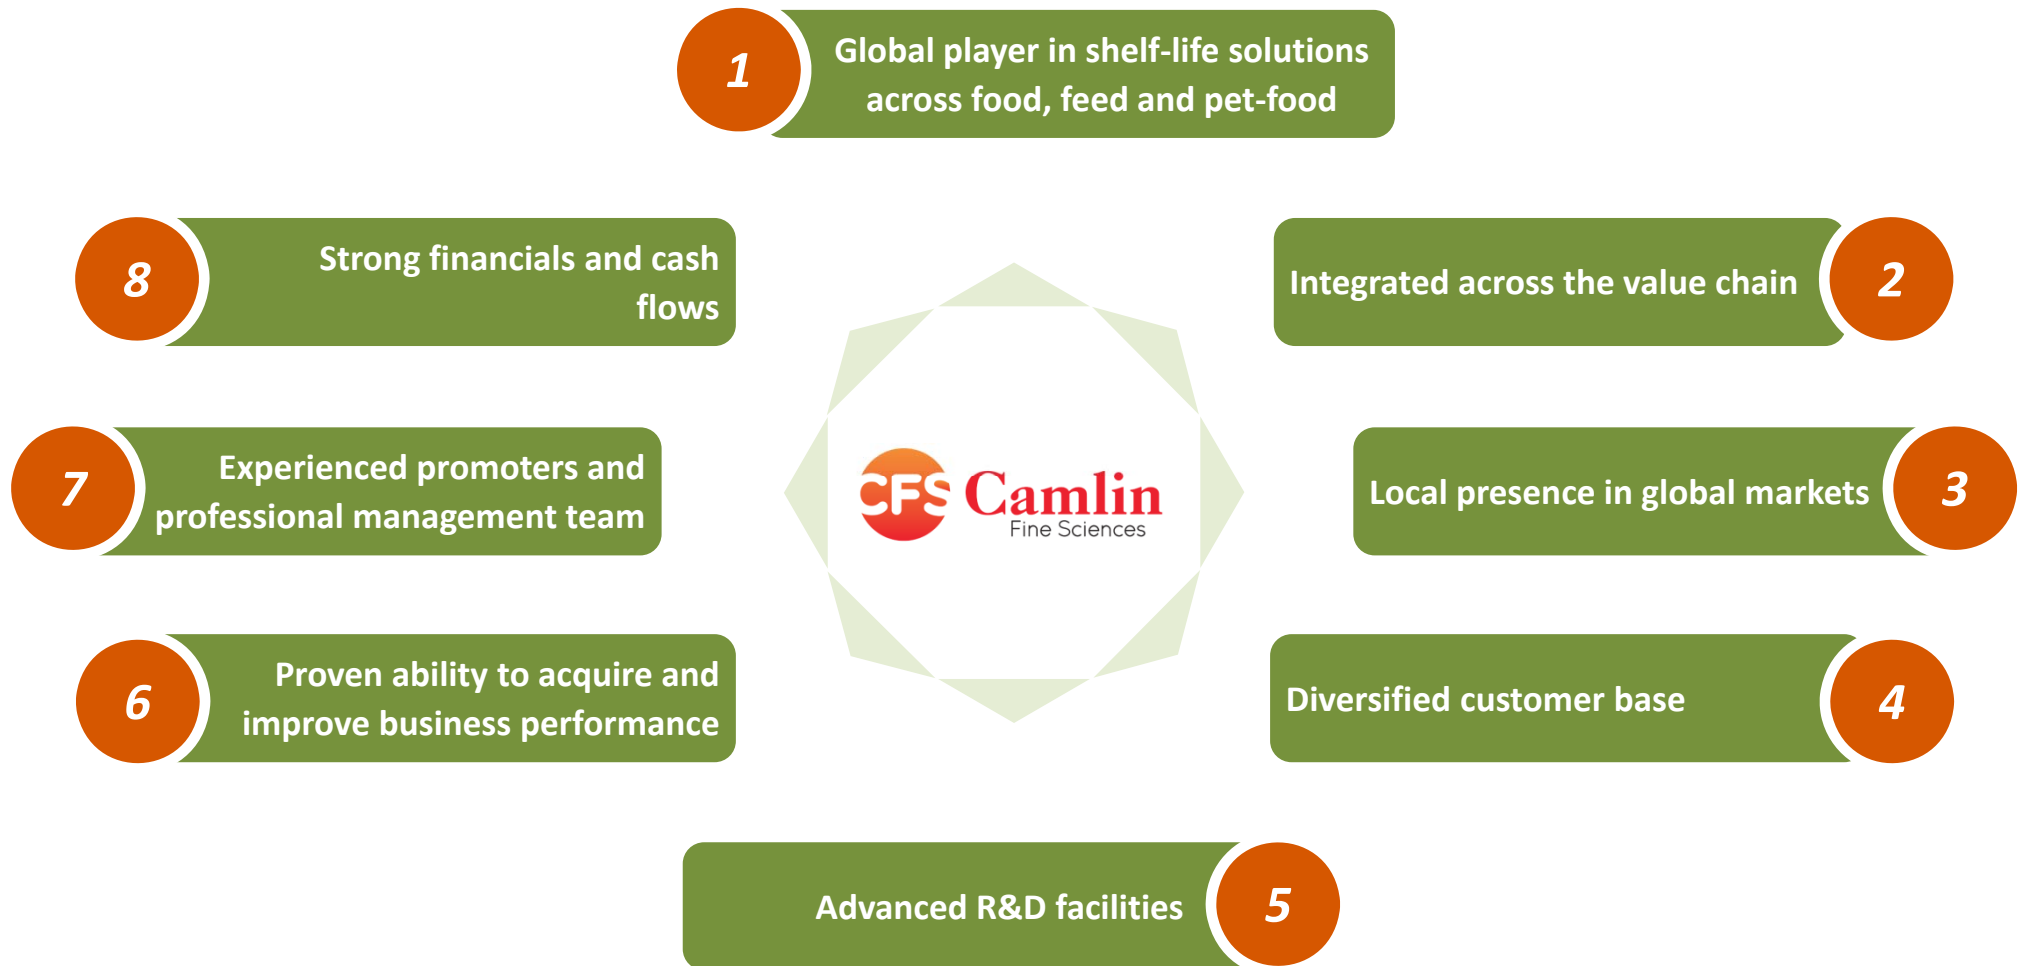 1
Global player in shelf-life solutions
across food, feed and pet-food
8
Strong financials and cash
flows
Integrated across the value chain
2
7
Experienced promoters and
professional management team
CFS Camlin
Fine Sciences
Local presence in global markets
3
6
Proven ability to acquire and
improve business performance
Diversified customer base
4
Advanced R&D facilities
5